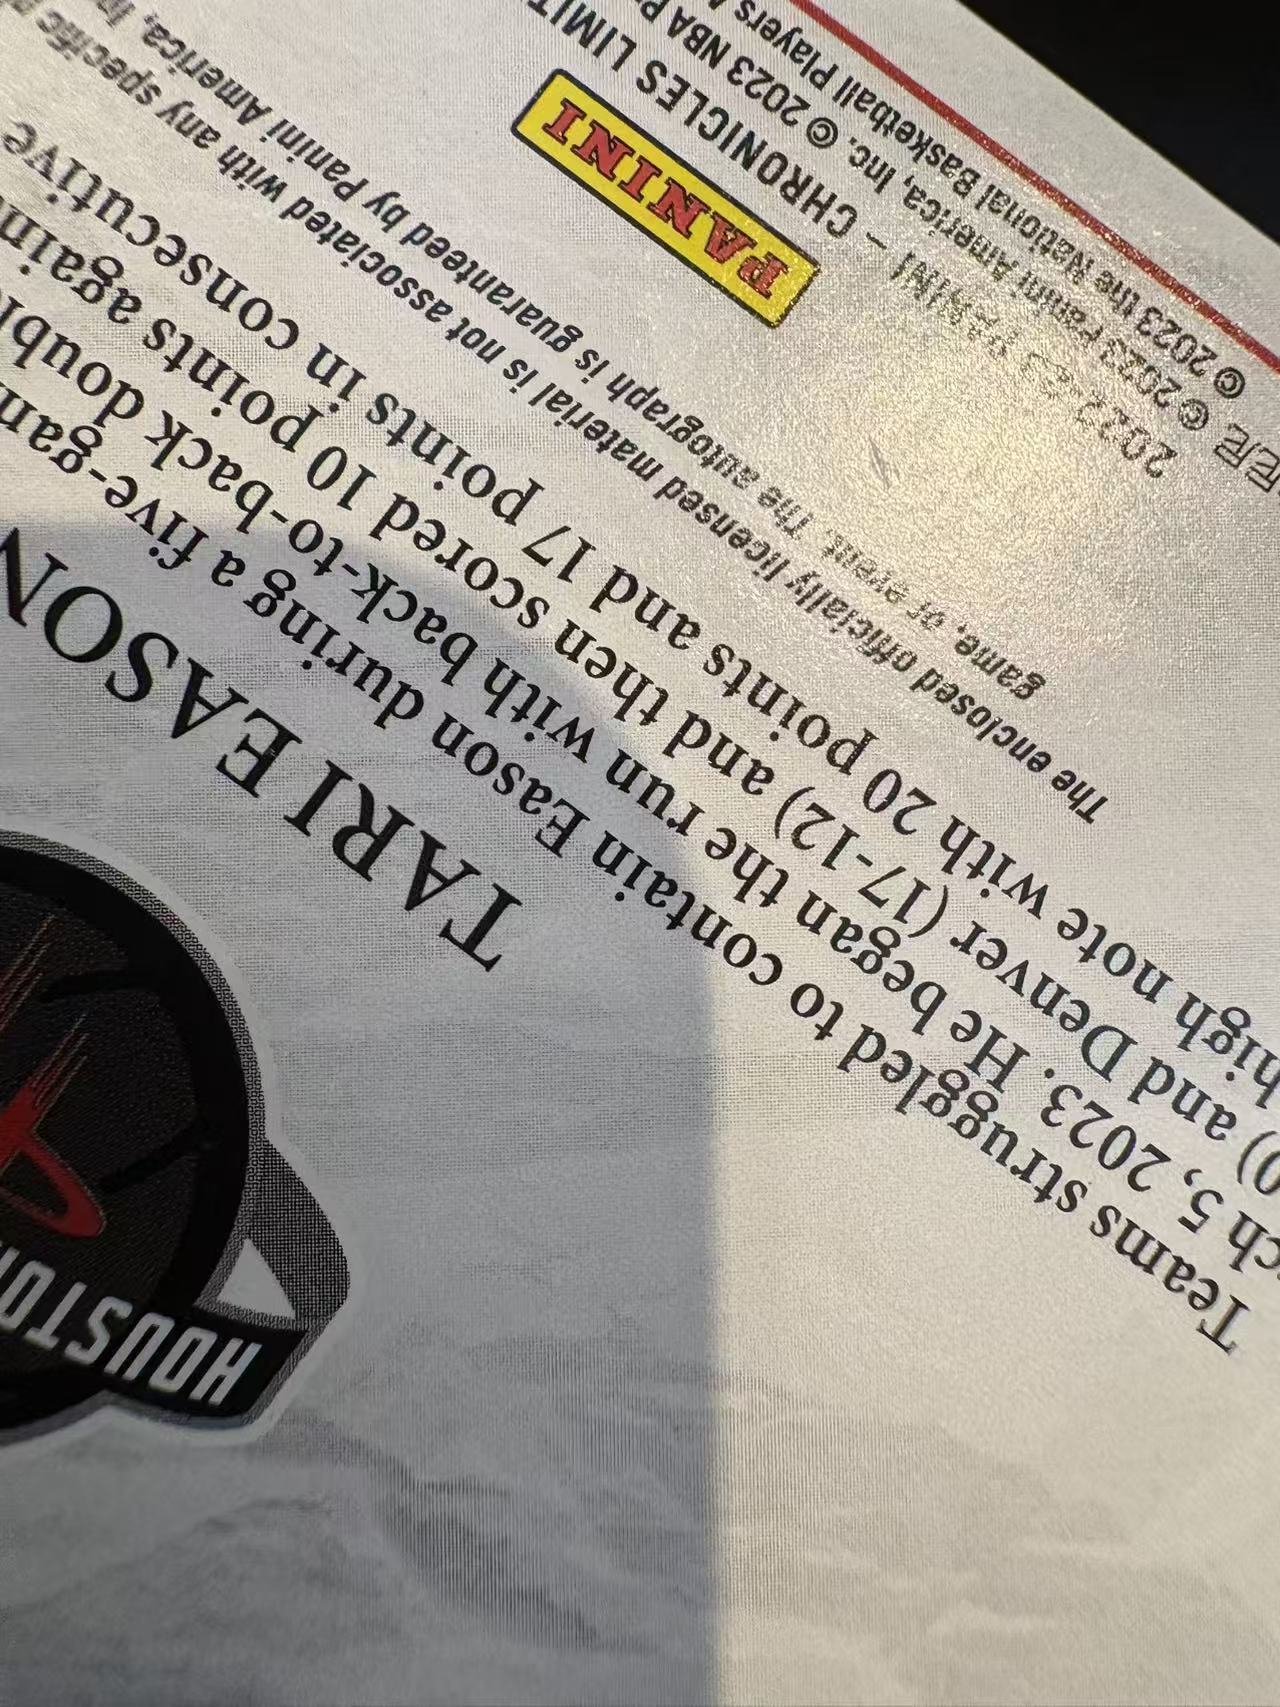 HOUSTO
TARI EASON
Teams struggled to contain Eason during a five-gam
ch 5, 2023. He began the run with back-to-back doubl
0) and Denver (17-12) and then scored 10 points again
high note with 20 points and 17 points in consecutive
The enclosed officially licensed material is not associated with any specific
game, or event. The autograph is guaranteed by Panini America, In
PANINI
2022-23 PANINI – CHRONICLES LIMIT
© 2023 Panini America, Inc. © 2023 NBA P
© 2023 the National Basketball Players